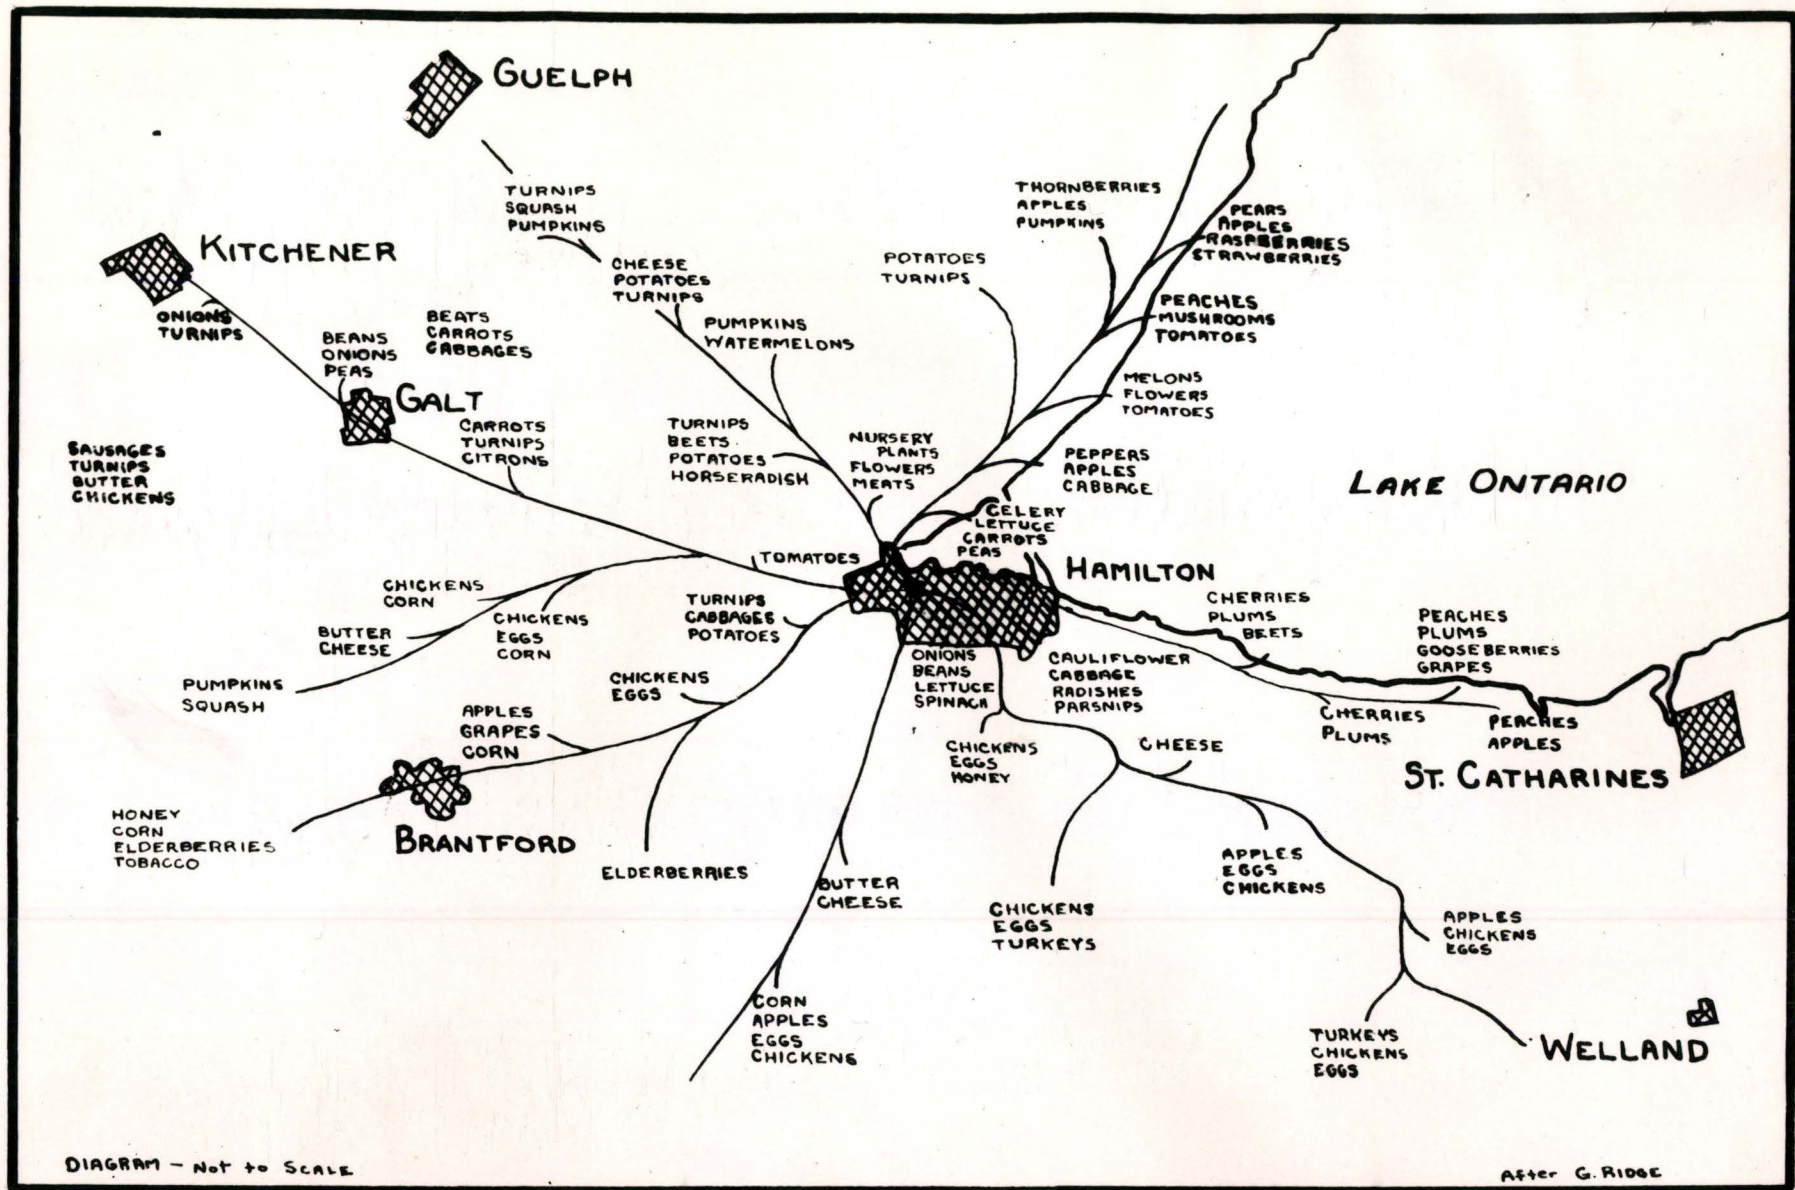 GUELPH
TURNIPS
SQUASH
PUMPKINS
KITCHENER
ONIONS
TURNIPS
CHEESE
POTATOES
TURNIPS
PUMPKINS
WATERMELONS
POTATOES
TURNIPS
THORNBERRIES
APPLES
PUMPKINS
PEARS
APPLES
RASPBERRIES
STRAWBERRIES
PEACHES
MUSHROOMS
TOMATOES
BEANS
ONIONS
PEAS
BEATS
CARROTS
CABBAGES
GALT
CARROTS
TURNIPS
CITRONS
SAUSAGES
TURNIPS
BUTTER
CHICKENS
TURNIPS
BEETS
POTATOES
HORSERADISH
NURSERY
PLANTS
FLOWERS
MEATS
MELONS
FLOWERS
TOMATOES
PEPPERS
APPLES
CABBAGE
LAKE ONTARIO
CELERY
LETTUCE
CARROTS
PEAS
TOMATOES
HAMILTON
CHICKENS
CORN
CHICKENS
EGGS
CORN
BUTTER
CHEESE
PUMPKINS
SQUASH
TURNIPS
CABBAGES
POTATOES
CHERRIES
PLUMS
BEETS
PEACHES
PLUMS
GOOSEBERRIES
GRAPES
ONIONS
BEANS
LETTUCE
SPINACH
CAULIFLOWER
CABBAGE
RADISHES
PARSNIPS
CHICKENS
EGGS
APPLES
GRAPES
CORN
CHERRIES
PLUMS
PEACHES
APPLES
ST. CATHARINES
CHICKENS
EGGS
HONEY
CHEESE
HONEY
CORN
ELDERBERRIES
TOBACCO
BRANTFORD
ELDERBERRIES
BUTTER
CHEESE
CHICKENS
EGGS
TURKEYS
APPLES
EGGS
CHICKENS
APPLES
CHICKENS
EGGS
CORN
APPLES
EGGS
CHICKENS
TURKEYS
CHICKENS
EGGS
WELLAND
DIAGRAM - Not to SCALE
After G. RIDGE